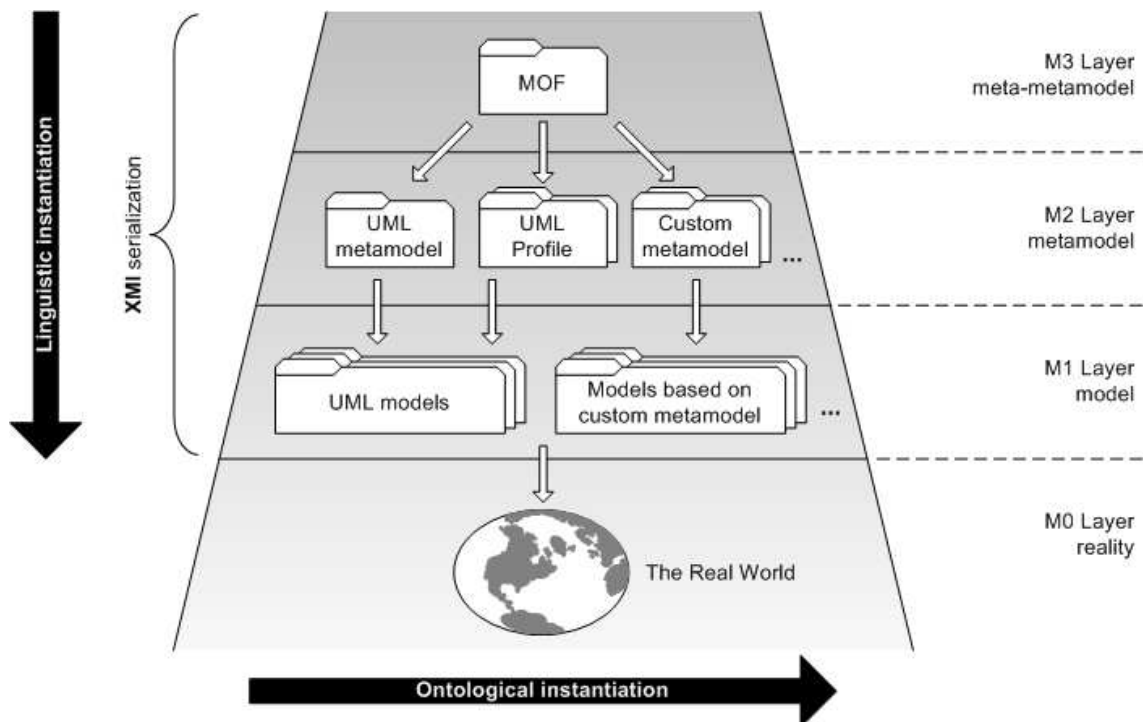 MOF
M3 Layer
meta-metamodel
Linguistic instantiation
XMI serialization
UML
metamodel
UML
Profile
Custom
metamodel
...
M2 Layer
metamodel
UML models
Models based on
custom metamodel
...
M1 Layer
model
The Real World
M0 Layer
reality
Ontological instantiation